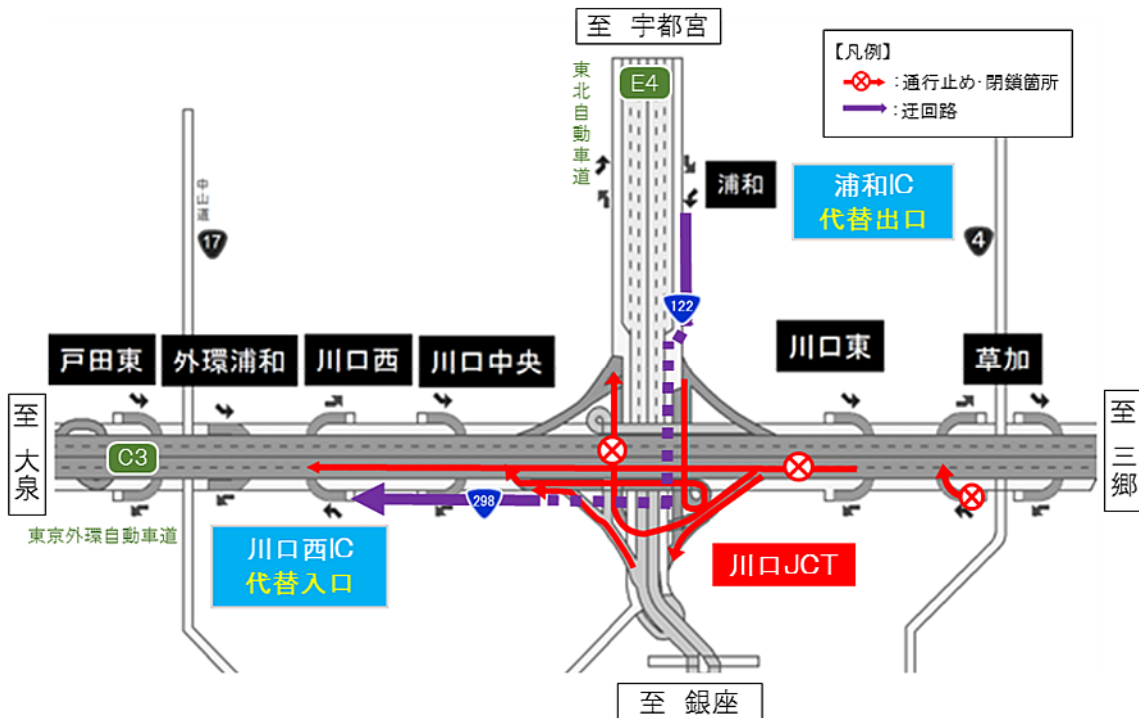 至 宇都宮
【凡例】
:通行止め・閉鎖箇所
:迂回路
東北自動車道
E4
浦和
浦和IC
代替出口
中山道
17
4
122
戸田東
外環浦和
川口西
川口中央
川口東
草加
至 大泉
C3
至 三郷
298
東京外環自動車道
川口西IC
代替入口
川口JCT
至 銀座